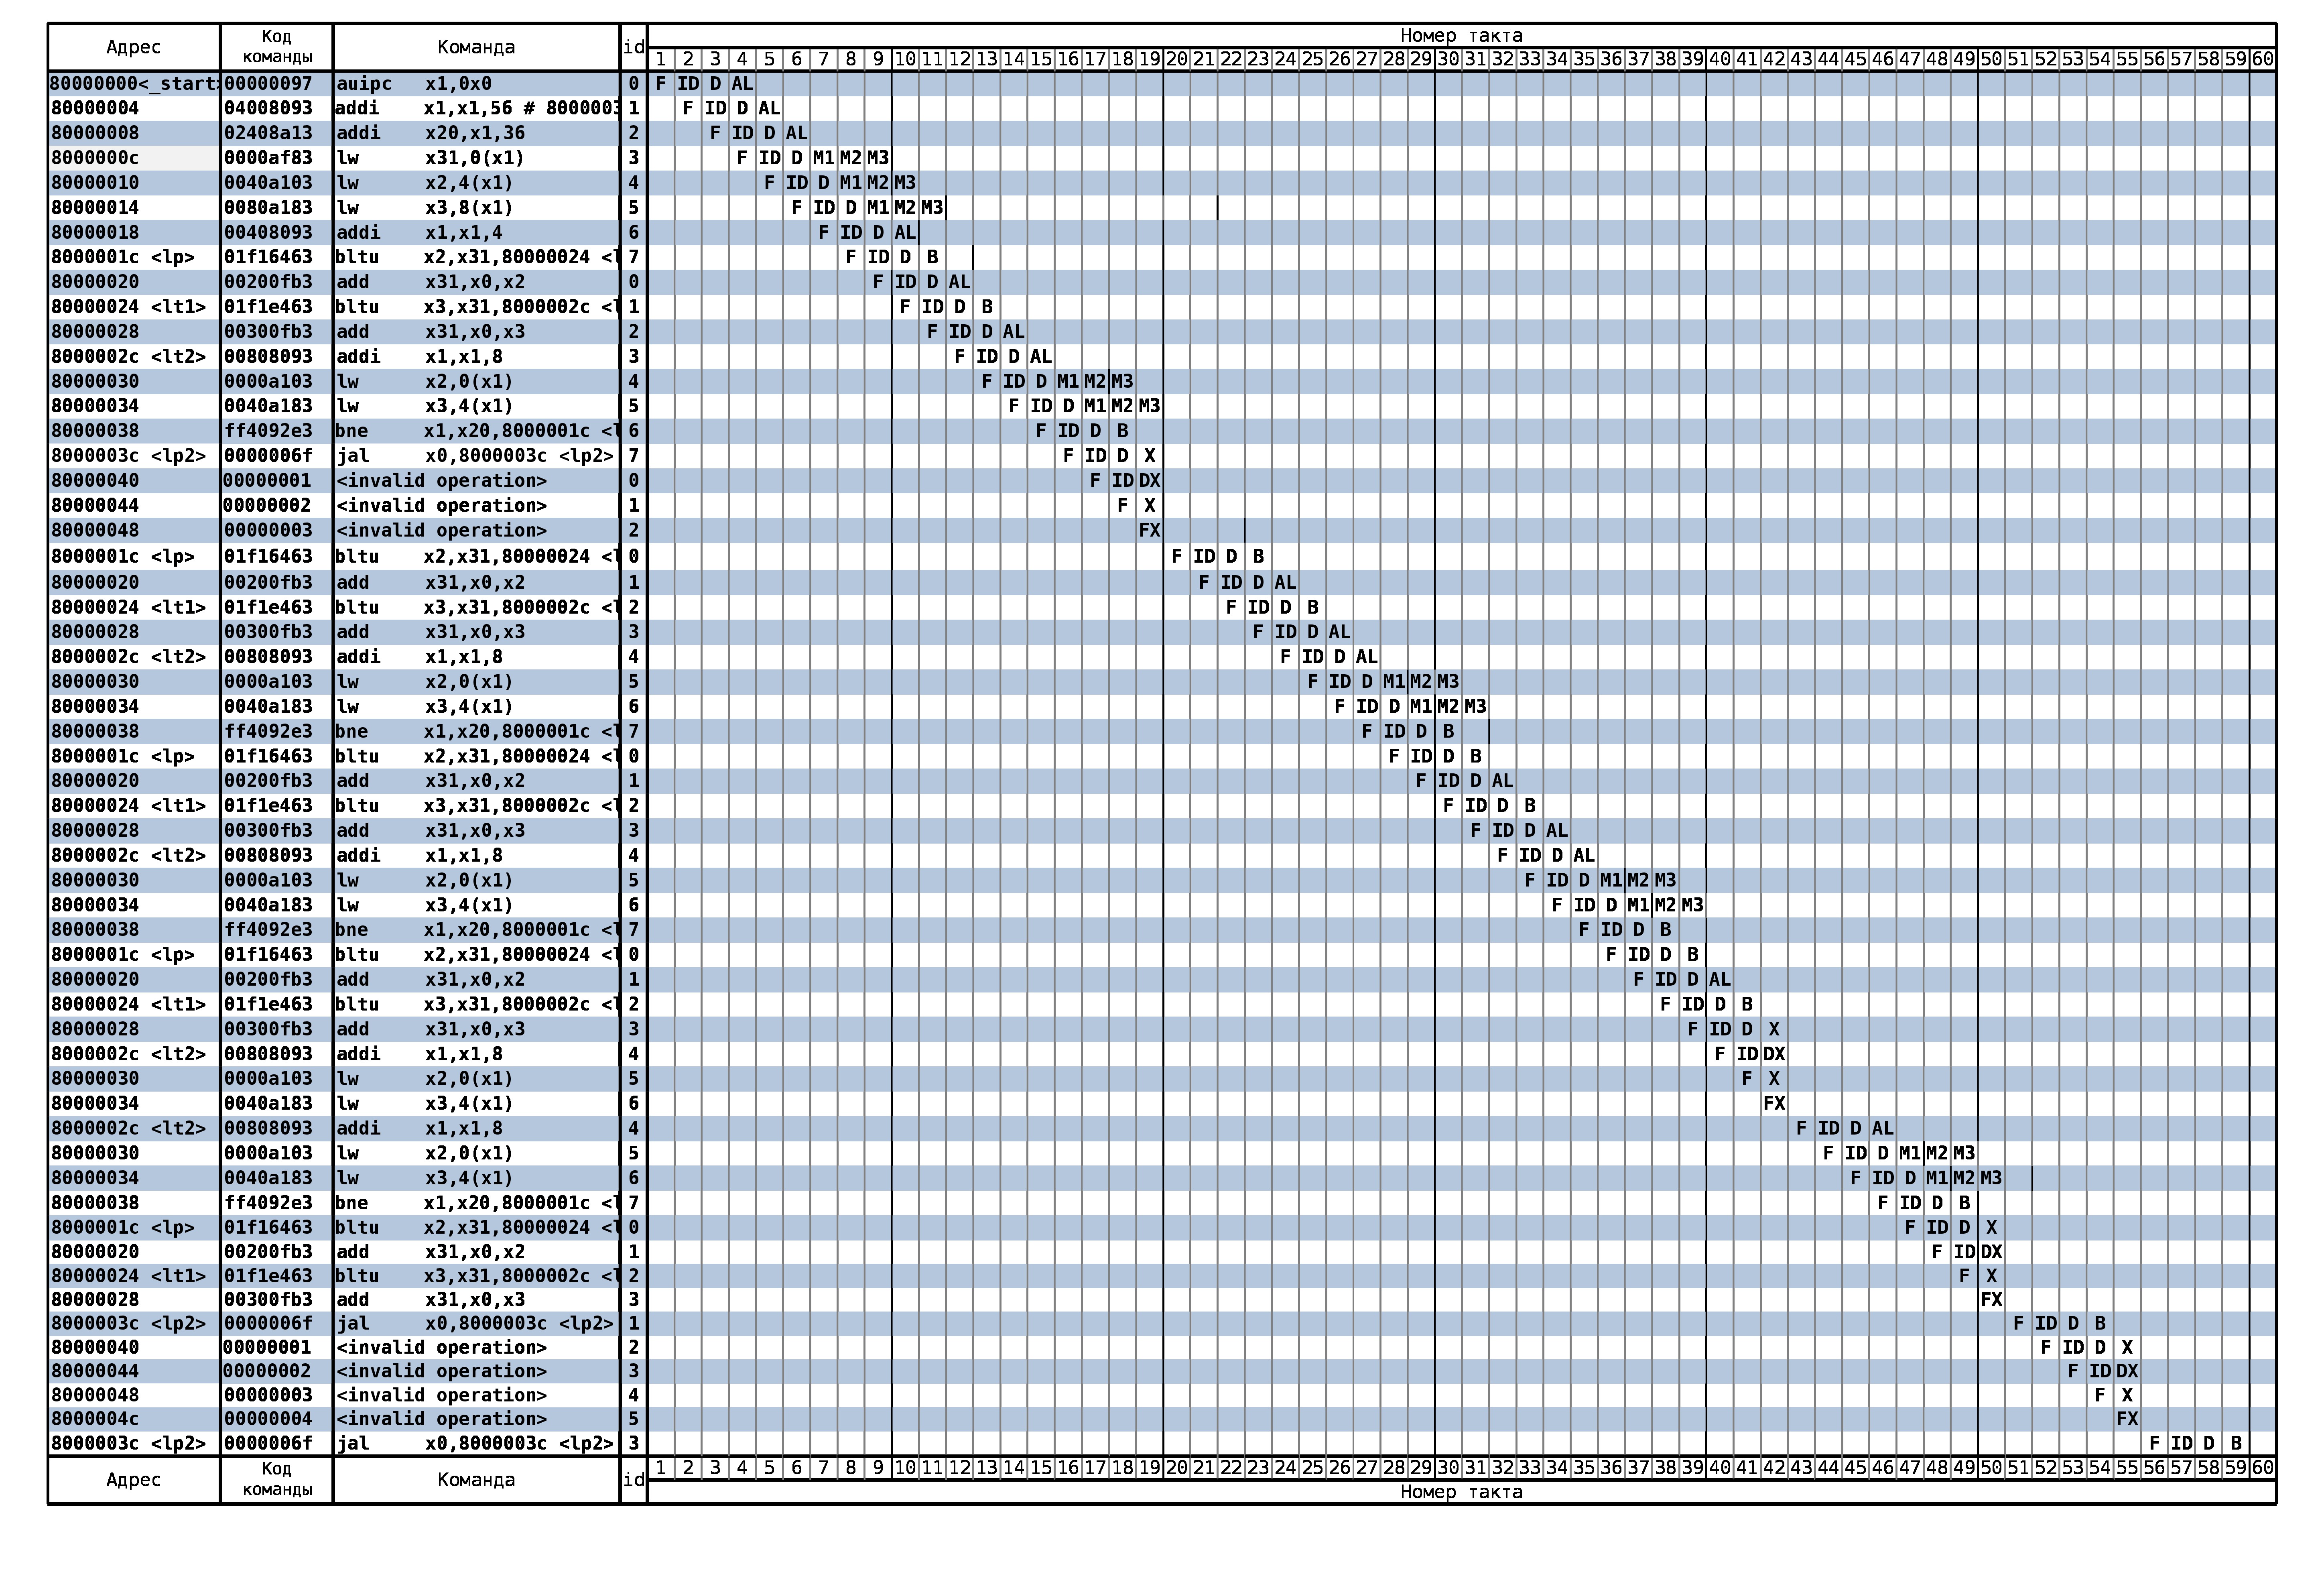 Адрес Код команды Команда id Номер такта
1 2 3 4 5 6 7 8 9 10 11 12 13 14 15 16 17 18 19 20 21 22 23 24 25 26 27 28 29 30 31 32 33 34 35 36 37 38 39 40 41 42 43 44 45 46 47 48 49 50 51 52 53 54 55 56 57 58 59 60
80000000<_start> 00000097 auipc x1,0x0 0 F ID D AL
80000004 04008093 addi x1,x1,56 # 8000003 1 F ID D AL
80000008 02408a13 addi x20,x1,36 2 F ID D AL
8000000c 0000af83 lw x31,0(x1) 3 F ID D M1 M2 M3
80000010 0040a103 lw x2,4(x1) 4 F ID D M1 M2 M3
80000014 0080a183 lw x3,8(x1) 5 F ID D M1 M2 M3
80000018 00408093 addi x1,x1,4 6 F ID D AL
8000001c <lp> 01f16463 bltu x2,x31,80000024 <l 7 F ID D B
80000020 00200fb3 add x31,x0,x2 0 F ID D AL
80000024 <lt1> 01f1e463 bltu x3,x31,8000002c <l 1 F ID D B
80000028 00300fb3 add x31,x0,x3 2 F ID D AL
8000002c <lt2> 00808093 addi x1,x1,8 3 F ID D AL
80000030 0000a103 lw x2,0(x1) 4 F ID D M1 M2 M3
80000034 0040a183 lw x3,4(x1) 5 F ID D M1 M2 M3
80000038 ff4092e3 bne x1,x20,8000001c <l 6 F ID D B
8000003c <lp2> 0000006f jal x0,8000003c <lp2> 7 F ID D X
80000040 00000001 <invalid operation> 0 F ID DX
80000044 00000002 <invalid operation> 1 F X
80000048 00000003 <invalid operation> 2 FX
8000001c <lp> 01f16463 bltu x2,x31,80000024 <l 0 F ID D B
80000020 00200fb3 add x31,x0,x2 1 F ID D AL
80000024 <lt1> 01f1e463 bltu x3,x31,8000002c <l 2 F ID D B
80000028 00300fb3 add x31,x0,x3 3 F ID D AL
8000002c <lt2> 00808093 addi x1,x1,8 4 F ID D AL
80000030 0000a103 lw x2,0(x1) 5 F ID D M1 M2 M3
80000034 0040a183 lw x3,4(x1) 6 F ID D M1 M2 M3
80000038 ff4092e3 bne x1,x20,8000001c <l 7 F ID D B
8000001c <lp> 01f16463 bltu x2,x31,80000024 <l 0 F ID D B
80000020 00200fb3 add x31,x0,x2 1 F ID D AL
80000024 <lt1> 01f1e463 bltu x3,x31,8000002c <l 2 F ID D B
80000028 00300fb3 add x31,x0,x3 3 F ID D AL
8000002c <lt2> 00808093 addi x1,x1,8 4 F ID D AL
80000030 0000a103 lw x2,0(x1) 5 F ID D M1 M2 M3
80000034 0040a183 lw x3,4(x1) 6 F ID D M1 M2 M3
80000038 ff4092e3 bne x1,x20,8000001c <l 7 F ID D B
8000001c <lp> 01f16463 bltu x2,x31,80000024 <l 0 F ID D B
80000020 00200fb3 add x31,x0,x2 1 F ID D AL
80000024 <lt1> 01f1e463 bltu x3,x31,8000002c <l 2 F ID D B
80000028 00300fb3 add x31,x0,x3 3 F ID D X
8000002c <lt2> 00808093 addi x1,x1,8 4 F ID DX
80000030 0000a103 lw x2,0(x1) 5 F X
80000034 0040a183 lw x3,4(x1) 6 FX
8000002c <lt2> 00808093 addi x1,x1,8 4 F ID D AL
80000030 0000a103 lw x2,0(x1) 5 F ID D M1 M2 M3
80000034 0040a183 lw x3,4(x1) 6 F ID D M1 M2 M3
80000038 ff4092e3 bne x1,x20,8000001c <l 7 F ID D B
8000001c <lp> 01f16463 bltu x2,x31,80000024 <l 0 F ID D X
80000020 00200fb3 add x31,x0,x2 1 F ID DX
80000024 <lt1> 01f1e463 bltu x3,x31,8000002c <l 2 F X
80000028 00300fb3 add x31,x0,x3 3 FX
8000003c <lp2> 0000006f jal x0,8000003c <lp2> 1 F ID D B
80000040 00000001 <invalid operation> 2 F ID D X
80000044 00000002 <invalid operation> 3 F ID DX
80000048 00000003 <invalid operation> 4 F X
8000004c 00000004 <invalid operation> 5 FX
8000003c <lp2> 0000006f jal x0,8000003c <lp2> 3 F ID D B
Адрес Код команды Команда id 1 2 3 4 5 6 7 8 9 10 11 12 13 14 15 16 17 18 19 20 21 22 23 24 25 26 27 28 29 30 31 32 33 34 35 36 37 38 39 40 41 42 43 44 45 46 47 48 49 50 51 52 53 54 55 56 57 58 59 60
Номер такта